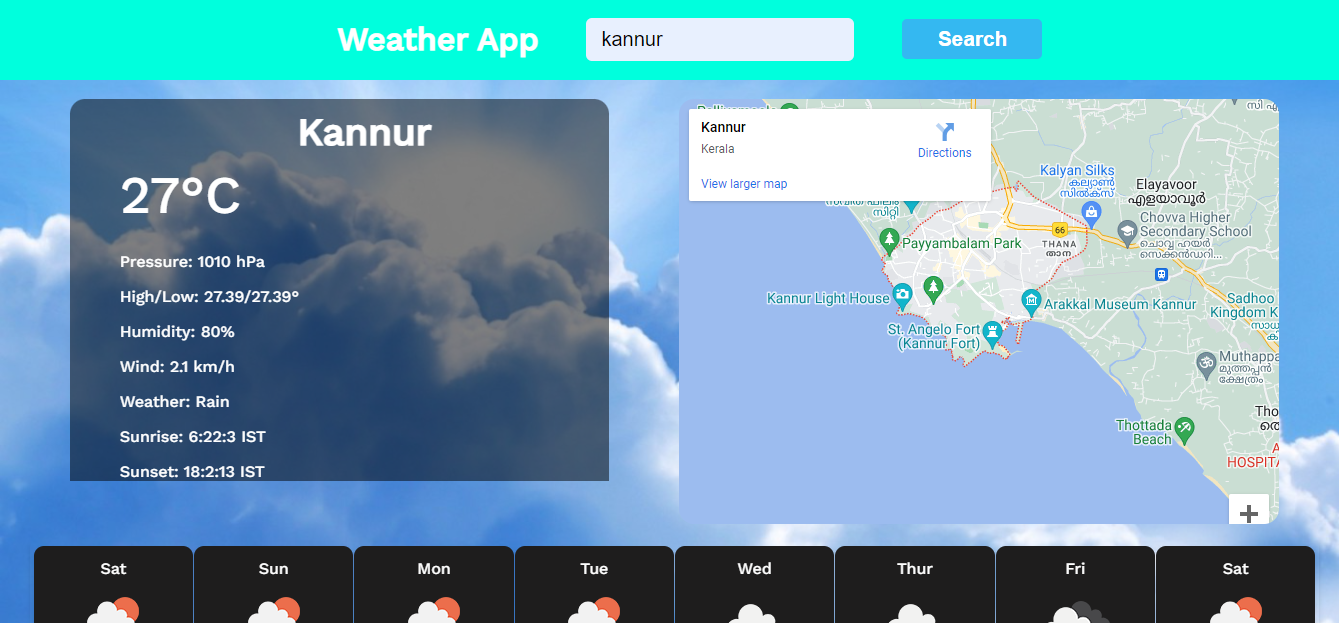 Weather App
kannur
Search
Kannur
27°C
Pressure: 1010 hPa
High/Low: 27.39/27.39°
Humidity: 80%
Wind: 2.1 km/h
Weather: Rain
Sunrise: 6:22:3 IST
Sunset: 18:2:13 IST
Kannur
Kerala
Directions
View larger map
Kalyan Silks
കല്യാൺ
സിൽക്സ്
Elayavoor
എളയാവൂർ
സിറ്റി
66
Chovva Higher
Secondary School
ചൊവ്വ ഹയർ
സെക്കൻഡറി...
Payyambalam Park
THANA
താന
Kannur Light House
Arakkal Museum Kannur
Sadhoo
Kingdom K
St. Angelo Fort
(Kannur Fort)
Muthappa
മുത്തപ്പൻ
ക്ഷേത്രം
Thottada
Beach
Tho
HOSPITA
Sat
Sun
Mon
Tue
Wed
Thur
Fri
Sat